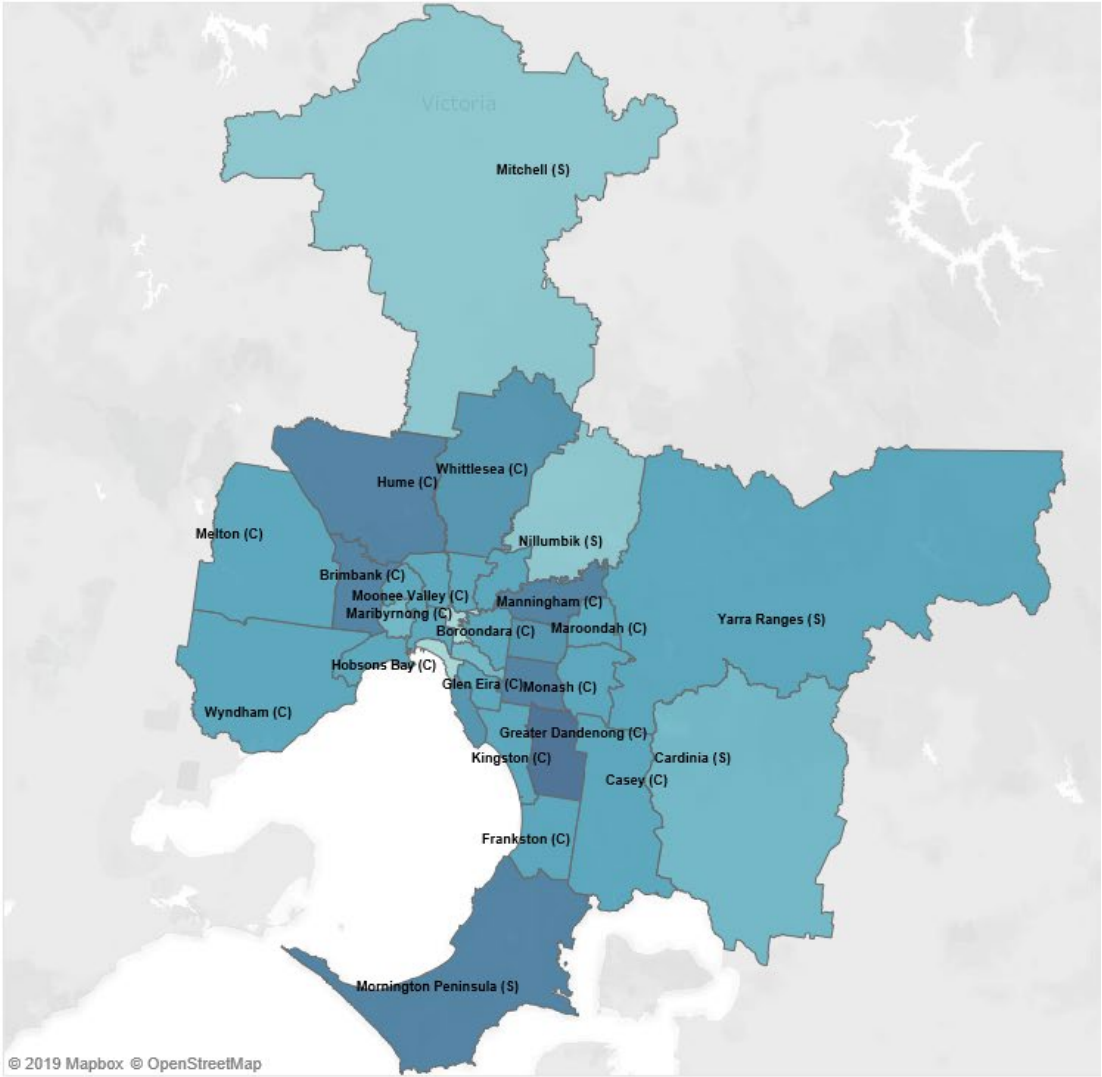 Victoria
Mitchell (S)
Whittlesea (C)
Hume (C)
Melton (C)
Nillumbik (S)
Brimbank (C)
Moonee Valley (C)
Manningham (C)
Maribyrnong (C)
Yarra Ranges (S)
Boroondara (C)
Maroondah (C)
Hobsons Bay (C)
Glen Eira (C)
Monash (C)
Wyndham (C)
Greater Dandenong (C)
Kingston (C)
Cardinia (S)
Casey (C)
Frankston (C)
Mornington Peninsula (S)
© 2019 Mapbox © OpenStreetMap